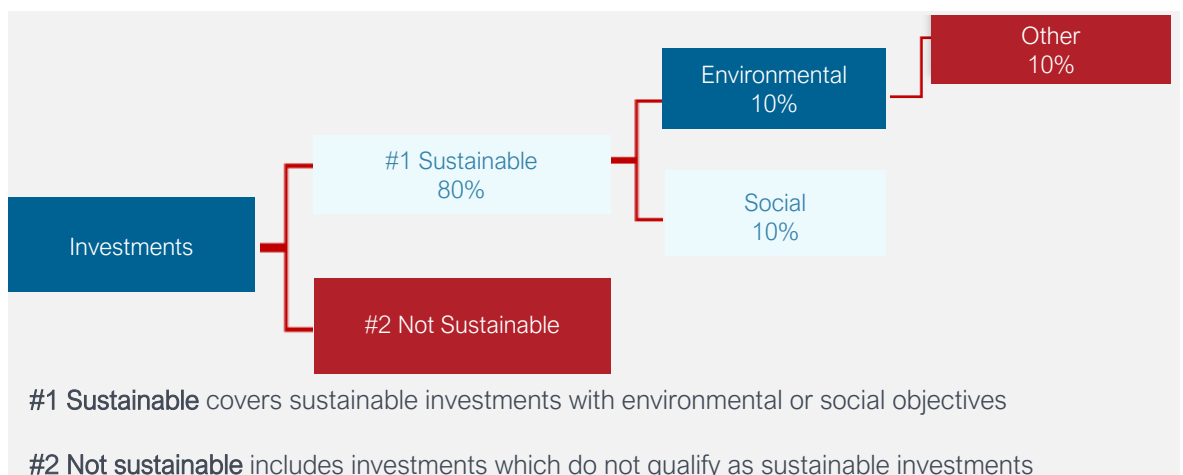 Other
10%
Environmental
10%
#1 Sustainable
80%
Social
10%
Investments
#2 Not Sustainable
#1 Sustainable covers sustainable investments with environmental or social objectives
#2 Not sustainable includes investments which do not qualify as sustainable investments